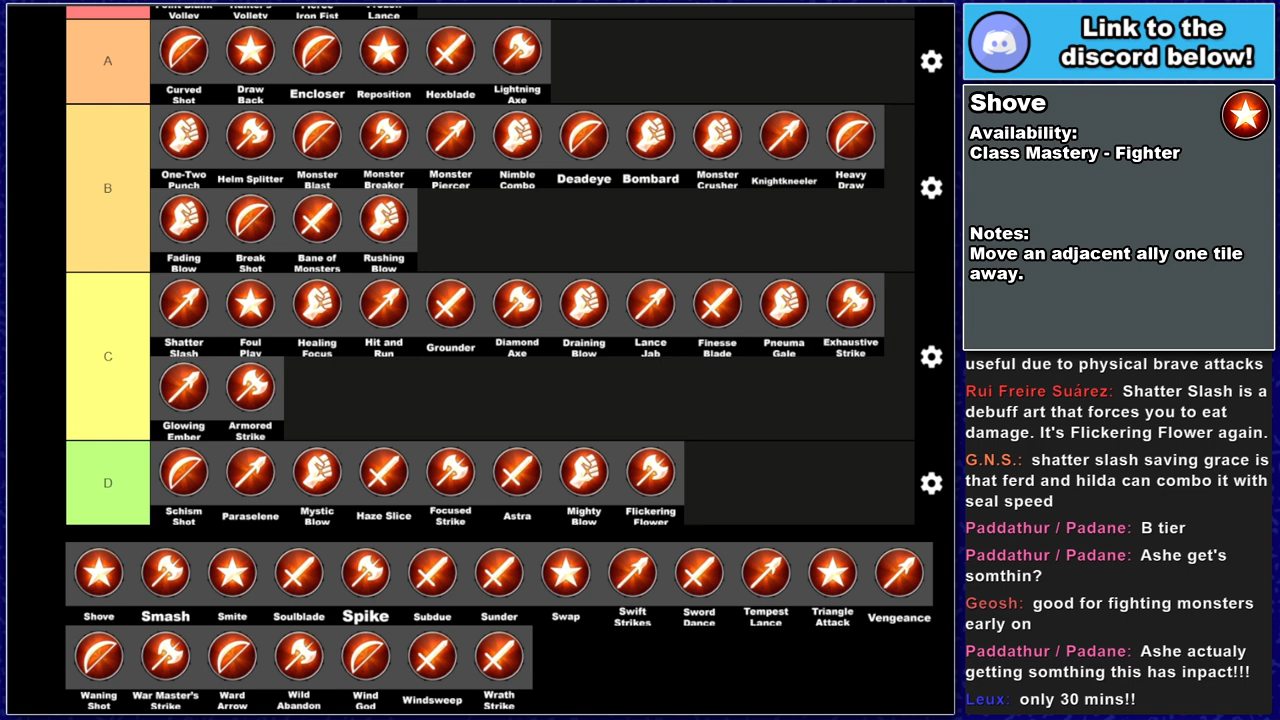 Point Blank Hunter's Fierce
Volley Volley Iron Fist Lance
A
Curved Shot
Draw Back
Encloser
Reposition
Hexblade
Lightning Axe
B
One-Two Punch
Helm Splitter
Monster Blast
Monster Breaker
Monster Piercer
Nimble Combo
Deadeye
Bombard
Monster Crusher
Knightkneeler
Heavy Draw
Fading Blow
Break Shot
Bane of Monsters
Rushing Blow
C
Shatter Slash
Foul Play
Healing Focus
Hit and Run
Grounder
Diamond Axe
Draining Blow
Lance Jab
Finesse Blade
Pneuma Gale
Exhaustive Strike
Glowing Ember
Armored Strike
D
Schism Shot
Paraselene
Mystic Blow
Haze Slice
Focused Strike
Astra
Mighty Blow
Flickering Flower
Shove
Smash
Smite
Soulblade
Spike
Subdue
Sunder
Swap
Swift Strikes
Sword Dance
Tempest Lance
Triangle Attack
Vengeance
Waning Shot
War Master's Strike
Ward Arrow
Wild Abandon
Wind God
Windsweep
Wrath Strike
Link to the
discord below!
Shove
Availability:
Class Mastery - Fighter
Notes:
Move an adjacent ally one tile
away.
useful due to physical brave attacks
Rui Freire Suárez: Shatter Slash is a
debuff art that forces you to eat
damage. It's Flickering Flower again.
G.N.S.: shatter slash saving grace is
that ferd and hilda can combo it with
seal speed
Paddathur / Padane: B tier
Paddathur / Padane: Ashe get's
somthin?
Geosh: good for fighting monsters
early on
Paddathur / Padane: Ashe actualy
getting somthing this has inpact!!!
Leux: only 30 mins!!